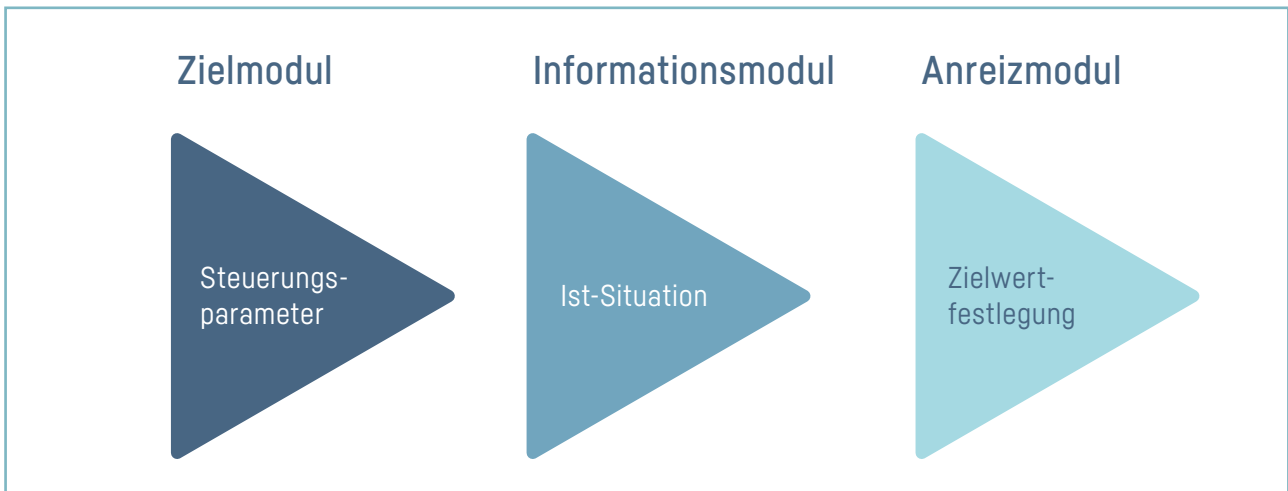 Zielmodul
Informationsmodul
Anreizmodul
Steuerungs-
parameter
Ist-Situation
Zielwert-
festlegung